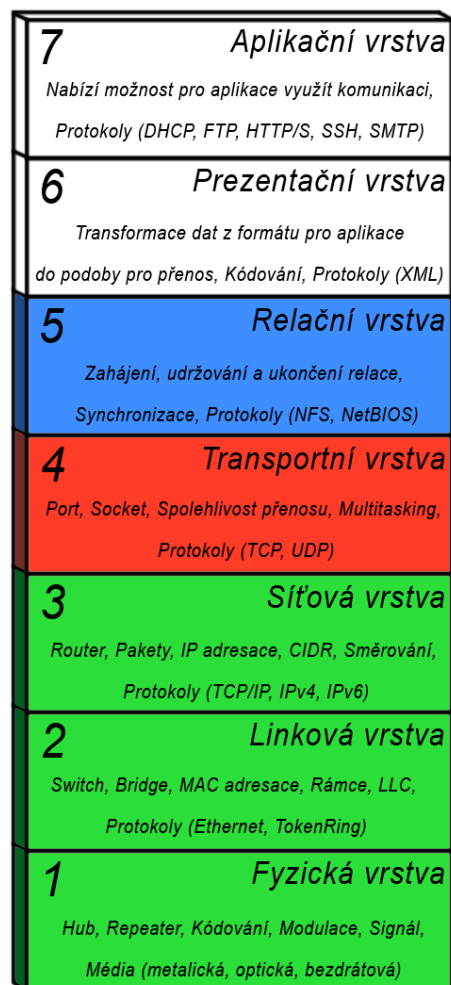 7 Aplikační vrstva
Nabízí možnost pro aplikace využít komunikaci,
Protokoly (DHCP, FTP, HTTP/S, SSH, SMTP)
6 Prezentační vrstva
Transformace dat z formátu pro aplikace
do podoby pro přenos, Kódování, Protokoly (XML)
5 Relační vrstva
Zahájení, udržování a ukončení relace,
Synchronizace, Protokoly (NFS, NetBIOS)
4 Transportní vrstva
Port, Socket, Spolehlivost přenosu, Multitasking,
Protokoly (TCP, UDP)
3 Síťová vrstva
Router, Pakety, IP adresace, CIDR, Směrování,
Protokoly (TCP/IP, IPv4, IPv6)
2 Linková vrstva
Switch, Bridge, MAC adresace, Rámce, LLC,
Protokoly (Ethernet, TokenRing)
1 Fyzická vrstva
Hub, Repeater, Kódování, Modulace, Signál,
Média (metalická, optická, bezdrátová)